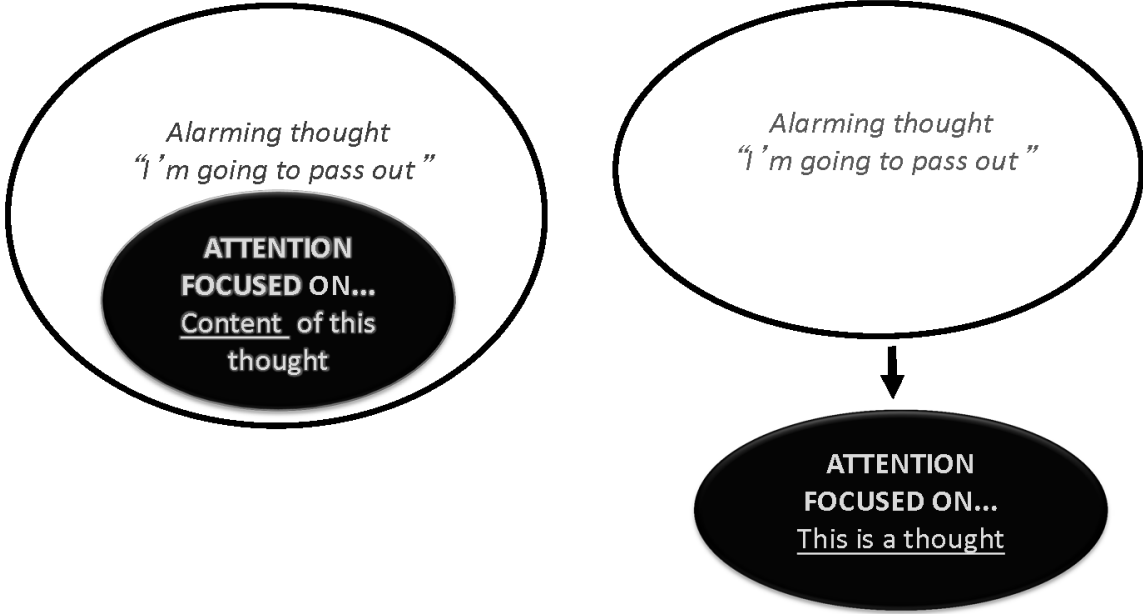 Alarming thought
“I’m going to pass out”
ATTENTION
FOCUSED ON...
Content of this
thought
Alarming thought
“I’m going to pass out”
ATTENTION
FOCUSED ON...
This is a thought